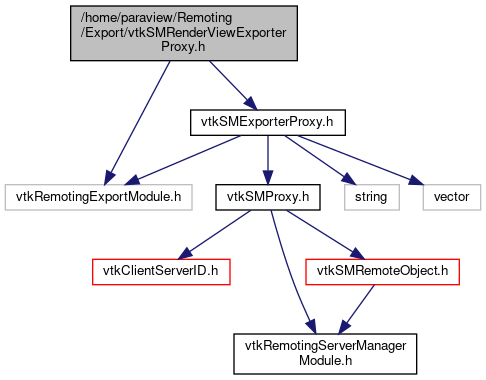 /home/paraview/Remoting
/Export/vtkSMRenderViewExporter
Proxy.h
vtkSMExporterProxy.h
vtkRemotingExportModule.h
vtkSMProxy.h
string
vector
vtkClientServerID.h
vtkSMRemoteObject.h
vtkRemotingServerManager
Module.h